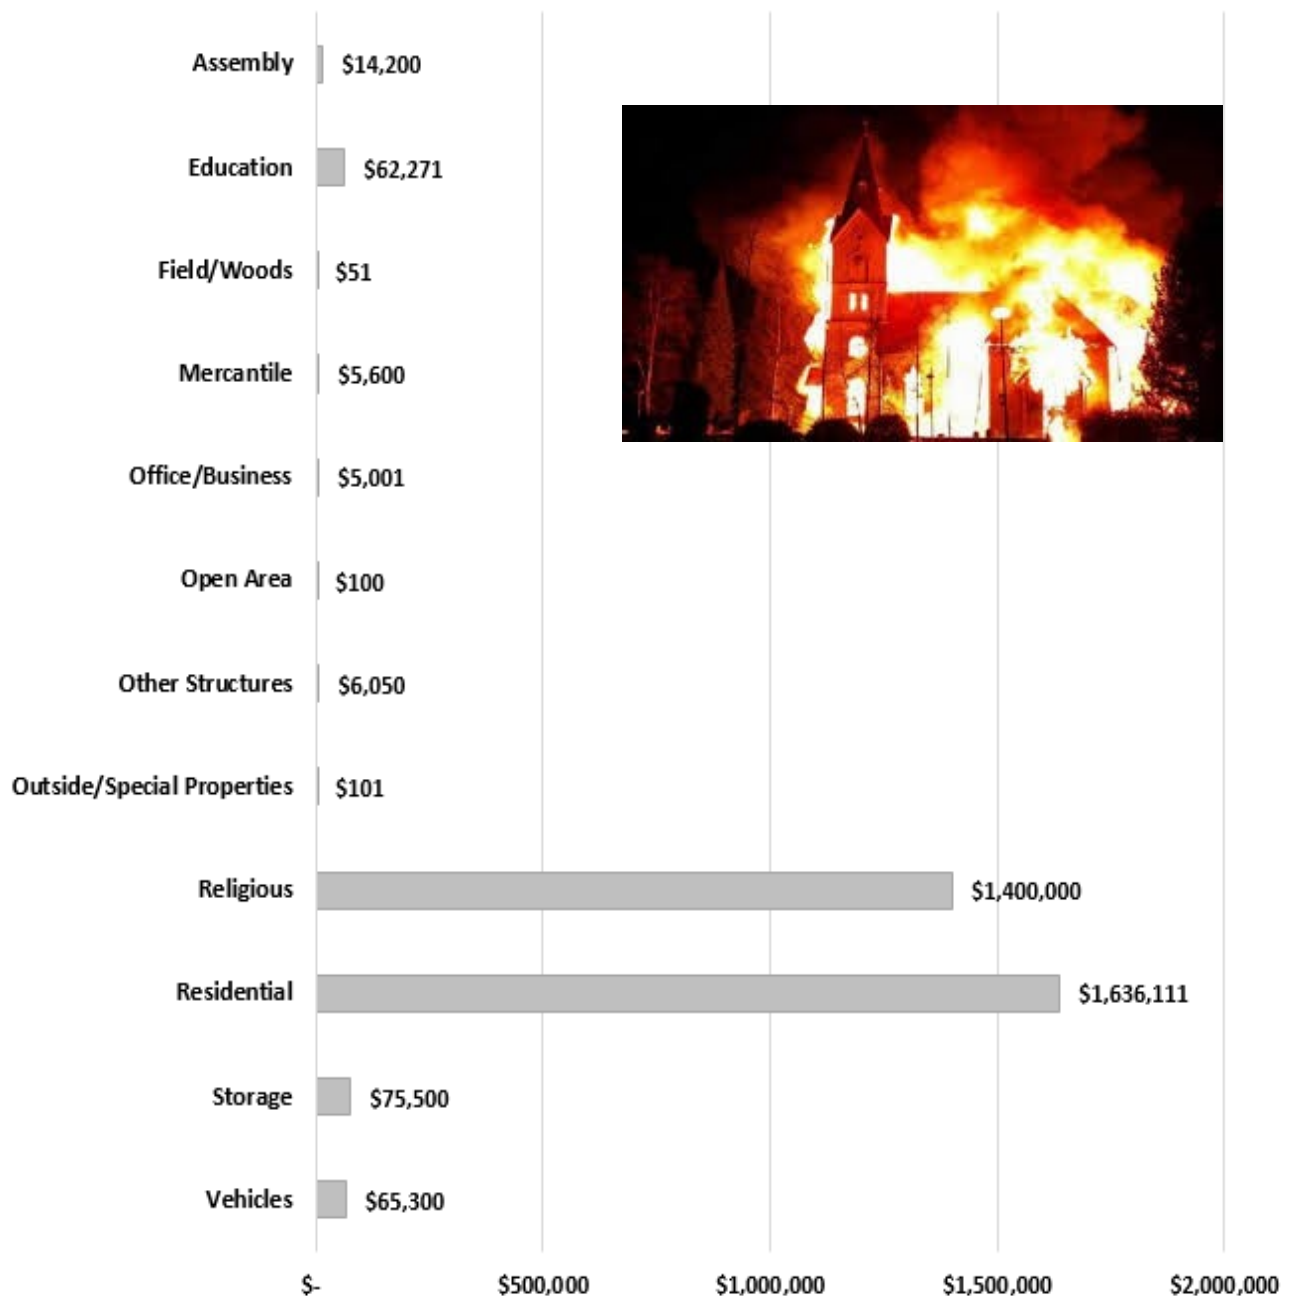 Assembly $14,200
Education $62,271
Field/Woods $51
Mercantile $5,600
Office/Business $5,001
Open Area $100
Other Structures $6,050
Outside/Special Properties $101
Religious $1,400,000
Residential $1,636,111
Storage $75,500
Vehicles $65,300
$- $500,000 $1,000,000 $1,500,000 $2,000,000